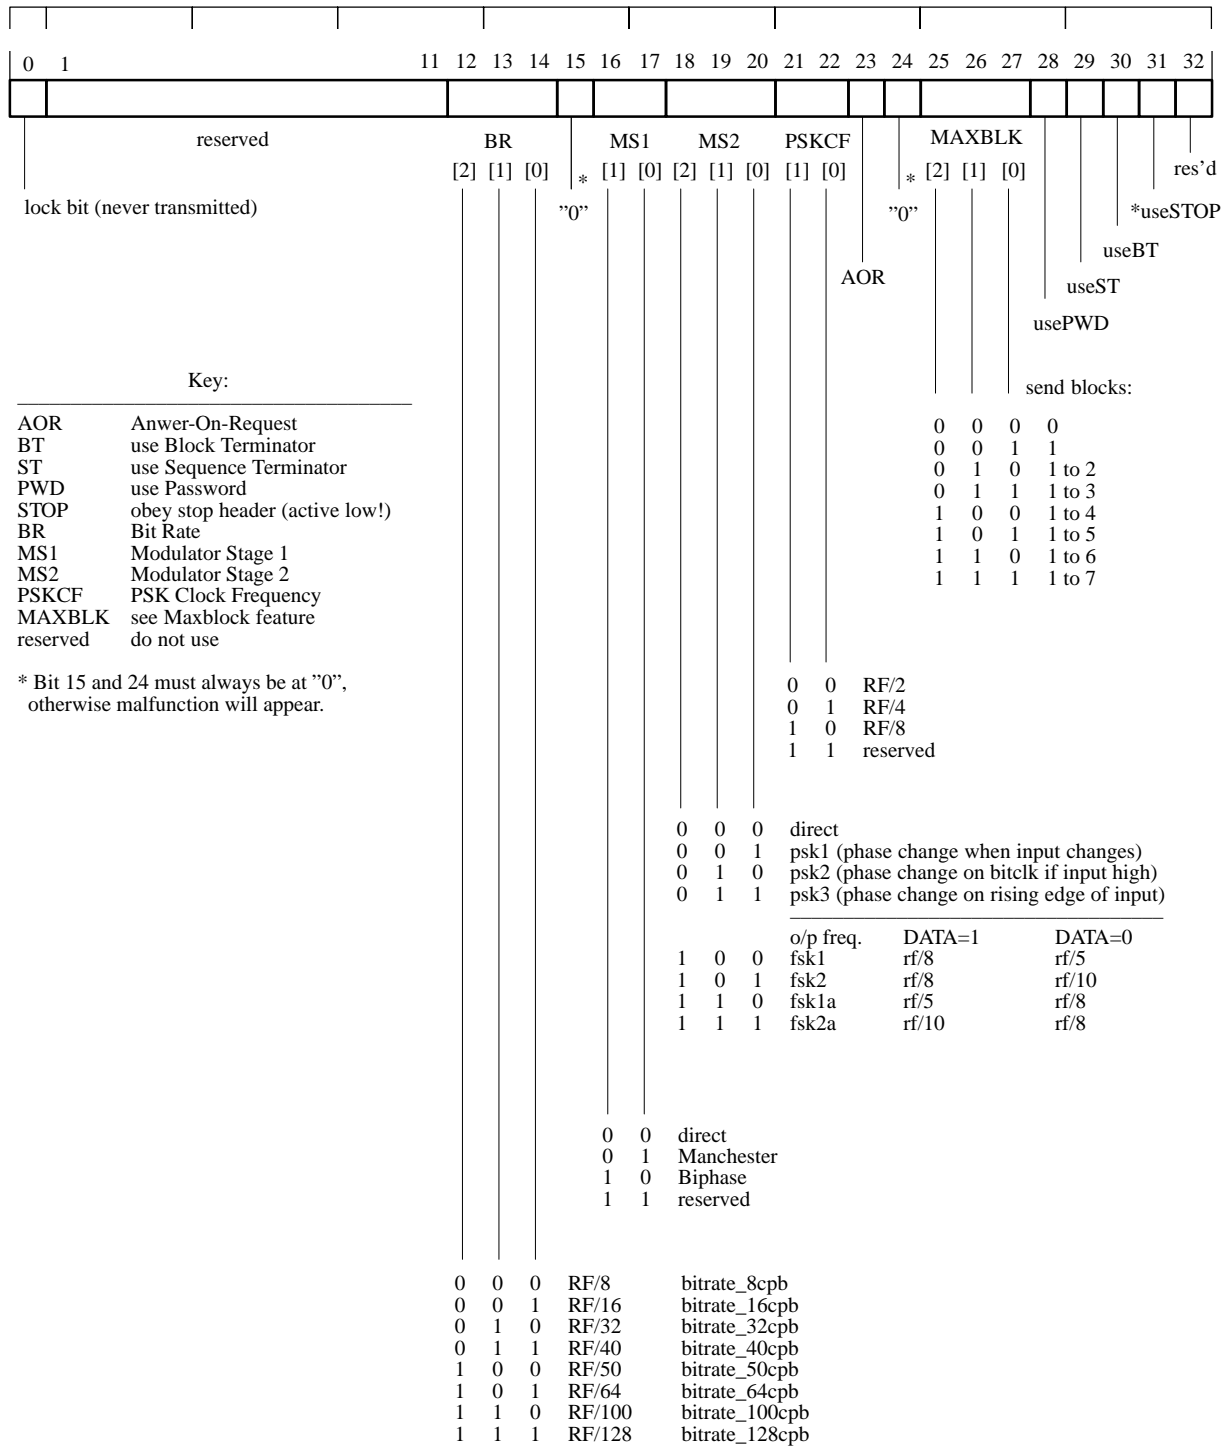 0 1 11 12 13 14 15 16 17 18 19 20 21 22 23 24 25 26 27 28 29 30 31 32
reserved BR MS1 MS2 PSKCF MAXBLK
[2] [1] [0] * [1] [0] [2] [1] [0] [1] [0] * [2] [1] [0] res'd
lock bit (never transmitted) ”0” ”0” *useSTOP
useBT
AOR useST
usePWD
Key:
AOR Anwer-On-Request
BT use Block Terminator
ST use Sequence Terminator
PWD use Password
STOP obey stop header (active low!)
BR Bit Rate
MS1 Modulator Stage 1
MS2 Modulator Stage 2
PSKCF PSK Clock Frequency
MAXBLK see Maxblock feature
reserved do not use
* Bit 15 and 24 must always be at ”0”,
otherwise malfunction will appear.
send blocks:
0 0 0 0
0 0 1 1
0 1 0 1 to 2
0 1 1 1 to 3
1 0 0 1 to 4
1 0 1 1 to 5
1 1 0 1 to 6
1 1 1 1 to 7
0 0 RF/2
0 1 RF/4
1 0 RF/8
1 1 reserved
0 0 0 direct
0 0 1 psk1 (phase change when input changes)
0 1 0 psk2 (phase change on bitclk if input high)
0 1 1 psk3 (phase change on rising edge of input)
o/p freq. DATA=1 DATA=0
1 0 0 fsk1 rf/8 rf/5
1 0 1 fsk2 rf/8 rf/10
1 1 0 fsk1a rf/5 rf/8
1 1 1 fsk2a rf/10 rf/8
0 0 direct
0 1 Manchester
1 0 Biphase
1 1 reserved
0 0 0 RF/8 bitrate_8cpb
0 0 1 RF/16 bitrate_16cpb
0 1 0 RF/32 bitrate_32cpb
0 1 1 RF/40 bitrate_40cpb
1 0 0 RF/50 bitrate_50cpb
1 0 1 RF/64 bitrate_64cpb
1 1 0 RF/100 bitrate_100cpb
1 1 1 RF/128 bitrate_128cpb